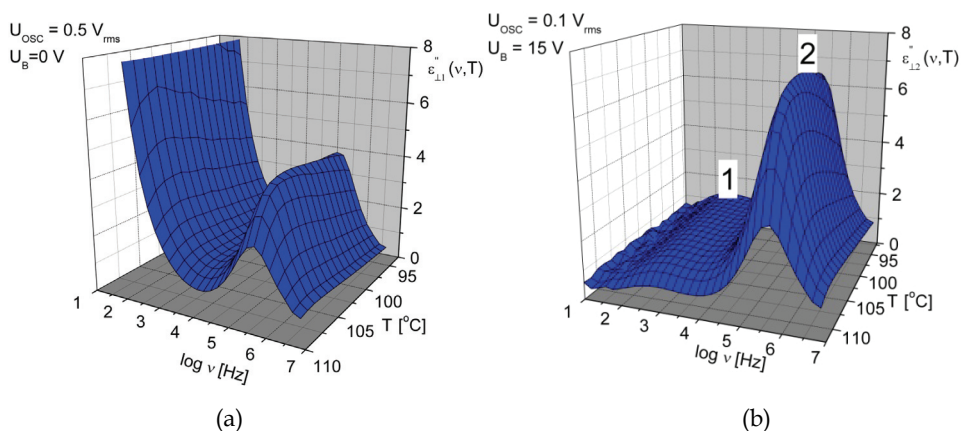 U_OSC = 0.5 V_rms
U_B=0 V
ε"_⊥1(ν,T)
8
6
4
2
0
95
100
105
110
T [°C]
1
2
3
4
5
6
7
log ν [Hz]
(a)
U_OSC = 0.1 V_rms
U_B = 15 V
ε"_⊥2(ν,T)
2
1
8
6
4
2
0
95
100
105
110
T [°C]
1
2
3
4
5
6
7
log ν [Hz]
(b)